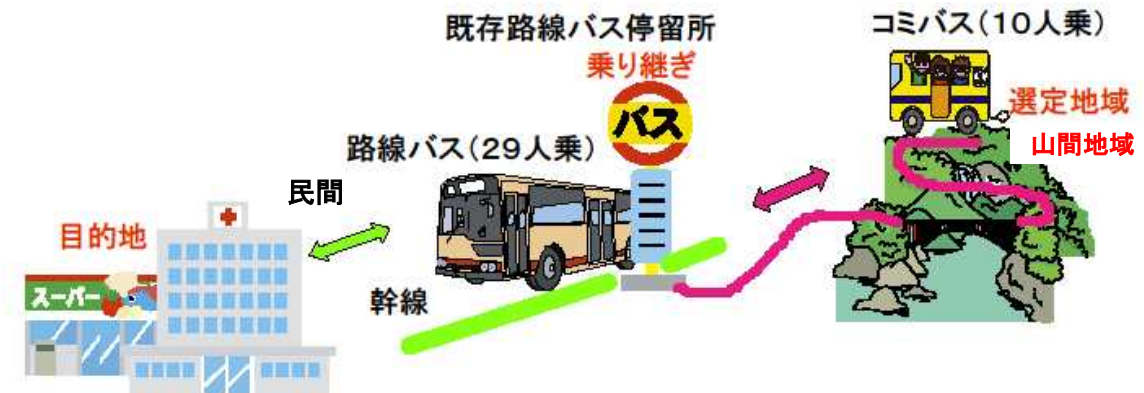 既存路線バス停留所
乗り継ぎ
バス
コミバス(10人乗)
選定地域
山間地域
路線バス(29人乗)
民間
目的地
スーパー
幹線